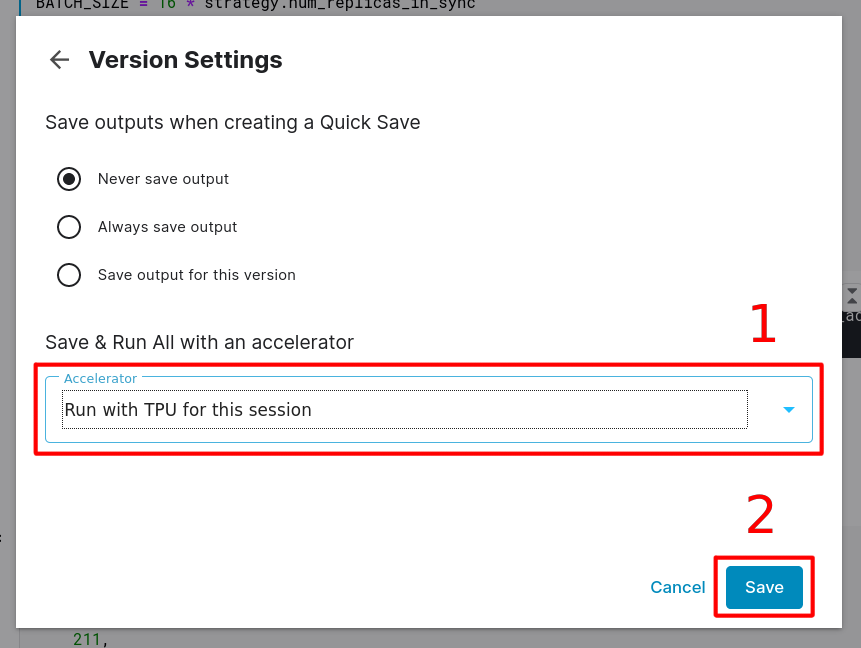 BATCH_SIZE = 16 * strategy.num_replicas_in_sync
Version Settings
Save outputs when creating a Quick Save
Never save output
Always save output
Save output for this version
1
Save & Run All with an accelerator
Accelerator
Run with TPU for this session
2
Cancel
Save
211,